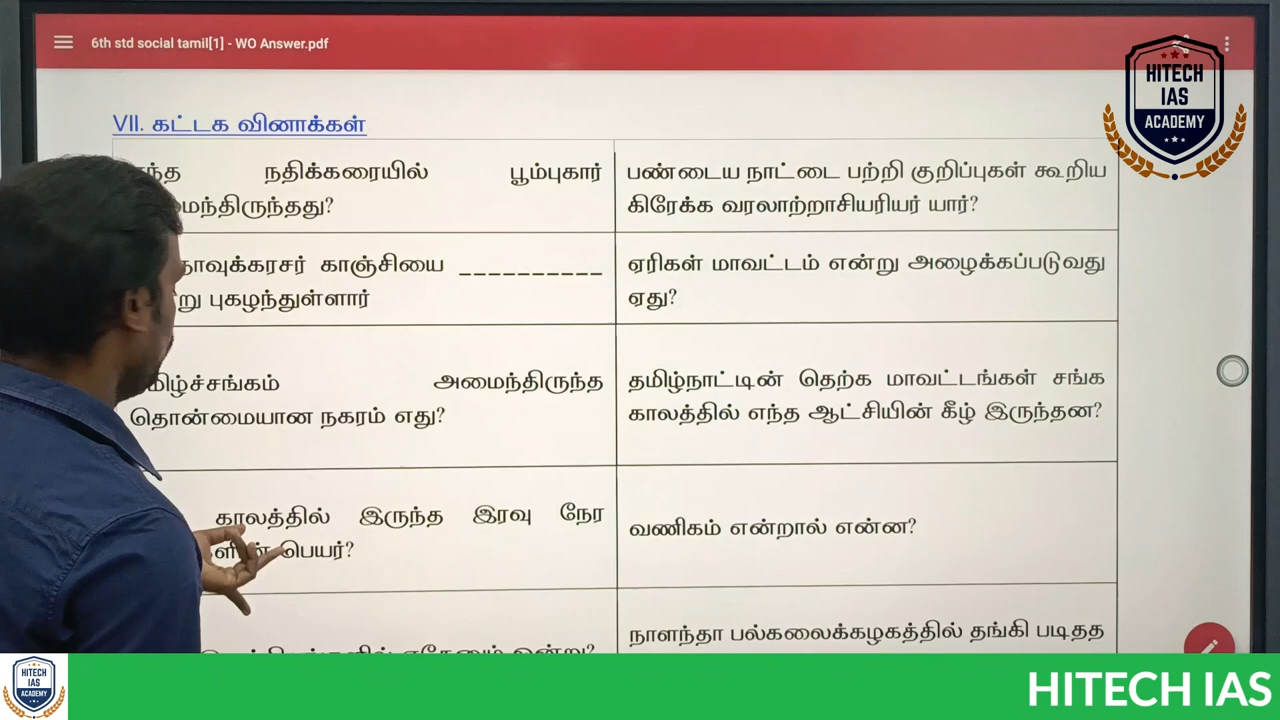 6th std social tamil[1] - WO Answer.pdf
HITECH
IAS
ACADEMY
VII. கட்டக வினாக்கள்
நதிக்கரையில் பூம்புகார்
பண்டைய நாட்டை பற்றி குறிப்புகள் கூறிய
கிரேக்க வரலாற்றாசியரியர் யார்?
காஞ்சியை __________
புகழந்துள்ளார்
ஏரிகள் மாவட்டம் என்று அழைக்கப்படுவது
ஏது?
அமைந்திருந்த
தொன்மையான நகரம் எது?
தமிழ்நாட்டின் தெற்க மாவட்டங்கள் சங்க
காலத்தில் எந்த ஆட்சியின் கீழ் இருந்தன?
காலத்தில் இருந்த இரவு நேர
பெயர்?
வணிகம் என்றால் என்ன?
நாளந்தா பல்கலைக்கழகத்தில் தங்கி படிதத
HITECH
IAS
ACADEMY
HITECH IAS